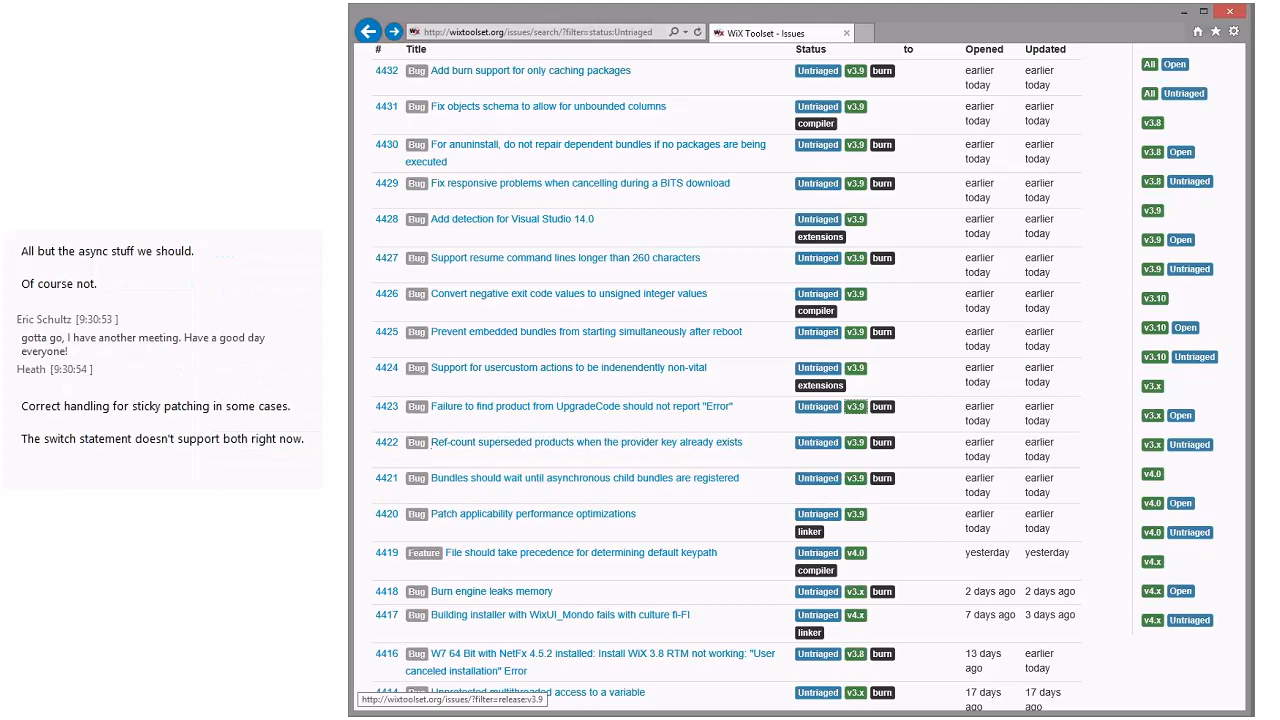 All but the async stuff we should.
Of course not.
Eric Schultz [9:30:53 ]
gotta go, I have another meeting. Have a good day
everyone!
Heath [9:30:54 ]
Correct handling for sticky patching in some cases.
The switch statement doesn't support both right now.
http://wixtoolset.org/issues/search/?filter=status:Untriaged
WiX Toolset - Issues
# Title Status to Opened Updated
4432 Bug Add burn support for only caching packages Untriaged v3.9 burn earlier today earlier today
4431 Bug Fix objects schema to allow for unbounded columns Untriaged v3.9 compiler earlier today earlier today
4430 Bug For anuninstall, do not repair dependent bundles if no packages are being executed Untriaged v3.9 burn earlier today earlier today
4429 Bug Fix responsive problems when cancelling during a BITS download Untriaged v3.9 burn earlier today earlier today
4428 Bug Add detection for Visual Studio 14.0 Untriaged v3.9 extensions earlier today earlier today
4427 Bug Support resume command lines longer than 260 characters Untriaged v3.9 burn earlier today earlier today
4426 Bug Convert negative exit code values to unsigned integer values Untriaged v3.9 compiler earlier today earlier today
4425 Bug Prevent embedded bundles from starting simultaneously after reboot Untriaged v3.9 burn earlier today earlier today
4424 Bug Support for usercustom actions to be indenendently non-vital Untriaged v3.9 extensions earlier today earlier today
4423 Bug Failure to find product from UpgradeCode should not report "Error" Untriaged v3.9 burn earlier today earlier today
4422 Bug Ref-count superseded products when the provider key already exists Untriaged v3.9 burn earlier today earlier today
4421 Bug Bundles should wait until asynchronous child bundles are registered Untriaged v3.9 burn earlier today earlier today
4420 Bug Patch applicability performance optimizations Untriaged v3.9 linker earlier today earlier today
4419 Feature File should take precedence for determining default keypath Untriaged v4.0 compiler yesterday yesterday
4418 Bug Burn engine leaks memory Untriaged v3.x burn 2 days ago 2 days ago
4417 Bug Building installer with WixUI_Mondo fails with culture fi-FI Untriaged v4.x linker 7 days ago 3 days ago
4416 Bug W7 64 Bit with NetFx 4.5.2 installed: Install WiX 3.8 RTM not working: "User canceled installation" Error Untriaged v3.8 burn 13 days ago earlier today
4414 Bug Unprotected multithreaded access to a variable Untriaged v3.x burn 17 days ago 17 days ago
http://wixtoolset.org/issues/?filter=release:v3.9
All Open
All Untriaged
v3.8
v3.8 Open
v3.8 Untriaged
v3.9
v3.9 Open
v3.9 Untriaged
v3.10
v3.10 Open
v3.10 Untriaged
v3.x
v3.x Open
v3.x Untriaged
v4.0
v4.0 Open
v4.0 Untriaged
v4.x
v4.x Open
v4.x Untriaged